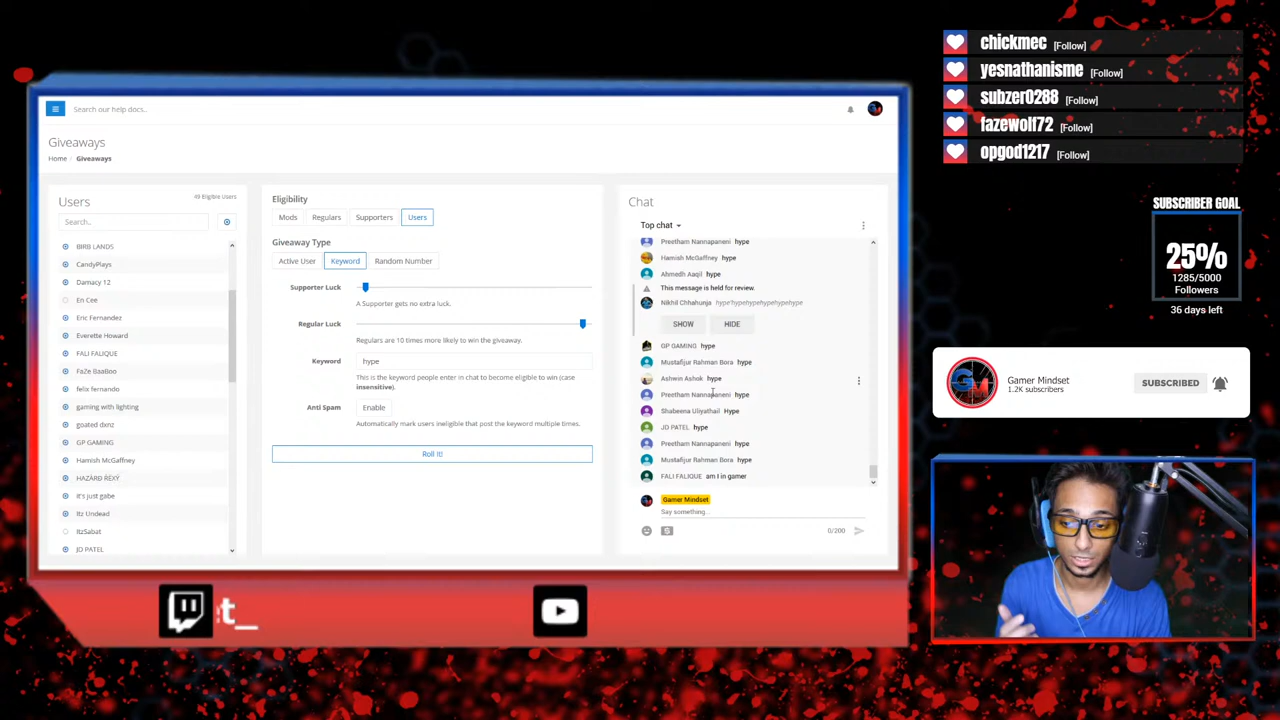 Search our help docs..
Giveaways
Home / Giveaways
Users
49 Eligible Users
Search..
BIRB LANDS
CandyPlays
Damacy 12
En Cee
Eric Fernandez
Everette Howard
FALI FALIQUE
FaZe BaaBoo
felix fernando
gaming with lighting
goated dxnz
GP GAMING
Hamish McGaffney
HAZARD REXY
It's just gabe
Itz Undead
ItzSabat
JD PATEL
Eligibility
Mods Regulars Supporters Users
Giveaway Type
Active User Keyword Random Number
Supporter Luck
A Supporter gets no extra luck.
Regular Luck
Regulars are 10 times more likely to win the giveaway.
Keyword hype
This is the keyword people enter in chat to become eligible to win (case
insensitive).
Anti Spam Enable
Automatically mark users ineligible that post the keyword multiple times.
Roll it!
Chat
Top chat
Preetham Nannapaneni hype
Hamish McGaffney hype
Ahmedh Aaqil hype
This message is held for review.
Nikhil Chhahunja hype'hypehypehypehypehype
SHOW HIDE
GP GAMING hype
Mustafijur Rahman Bora hype
Ashwin Ashok hype
Preetham Nannapaneni hype
Shabeena Uliyathail Hype
JD PATEL hype
Preetham Nannapaneni hype
Mustafijur Rahman Bora hype
FALI FALIQUE am I in gamer
Gamer Mindset
Say something...
0/200
t_
chickmec [Follow]
yesnathanisme [Follow]
subzer0288 [Follow]
fazewolf72 [Follow]
opgod1217 [Follow]
SUBSCRIBER GOAL
25%
1285/5000
Followers
36 days left
GM
Gamer Mindset
1.2K subscribers
SUBSCRIBED